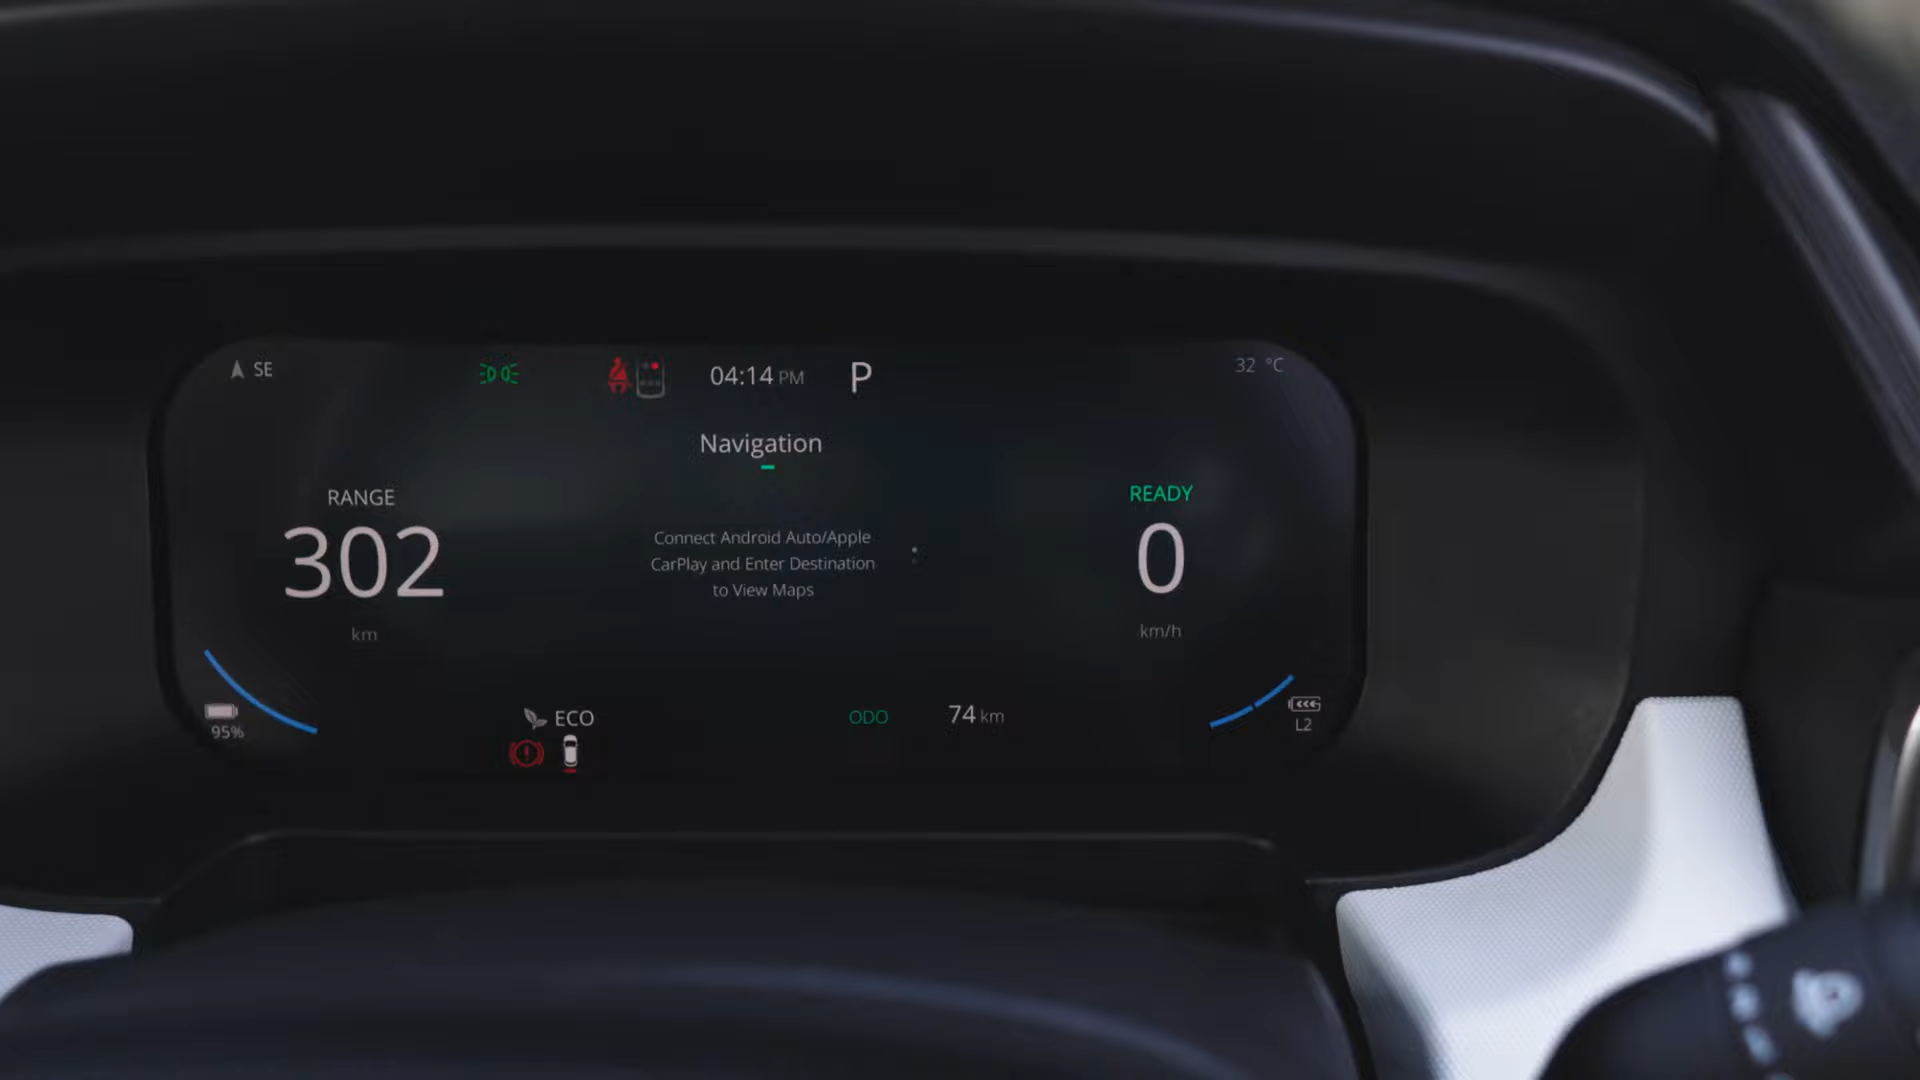 SE
04:14 PM
P
32 °C
Navigation
RANGE
302
km
Connect Android Auto/Apple
CarPlay and Enter Destination
to View Maps
READY
0
km/h
95%
ECO
ODO 74 km
L2